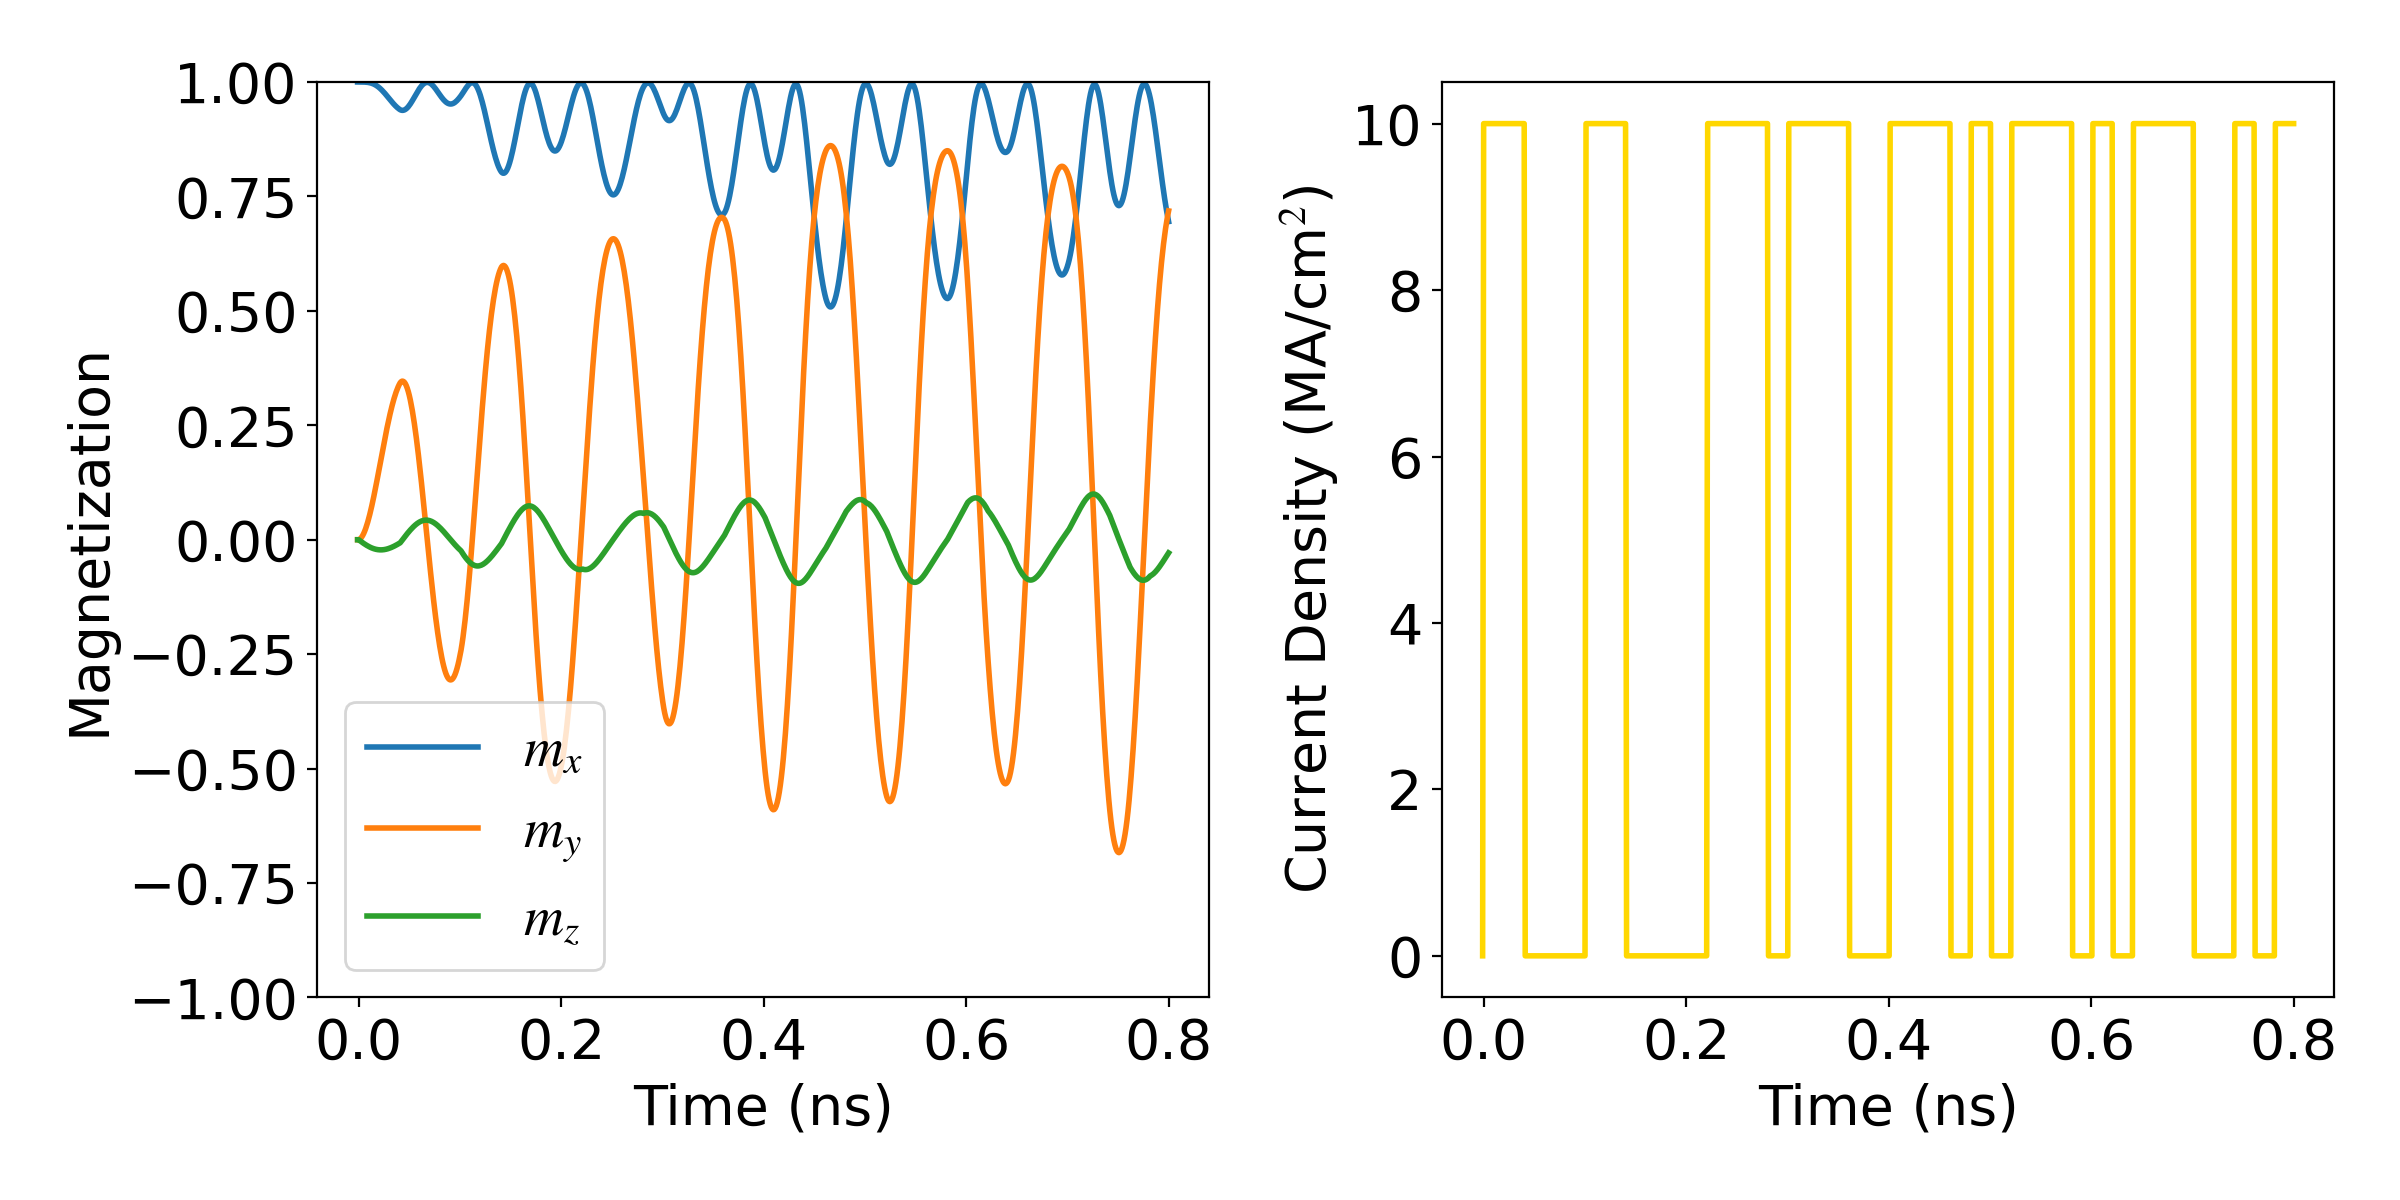 1.00
0.75
0.50
0.25
0.00
−0.25
−0.50
−0.75
−1.00
Magnetization
0.0 0.2 0.4 0.6 0.8
Time (ns)
m_x
m_y
m_z
10
8
6
4
2
0
Current Density (MA/cm²)
0.0 0.2 0.4 0.6 0.8
Time (ns)